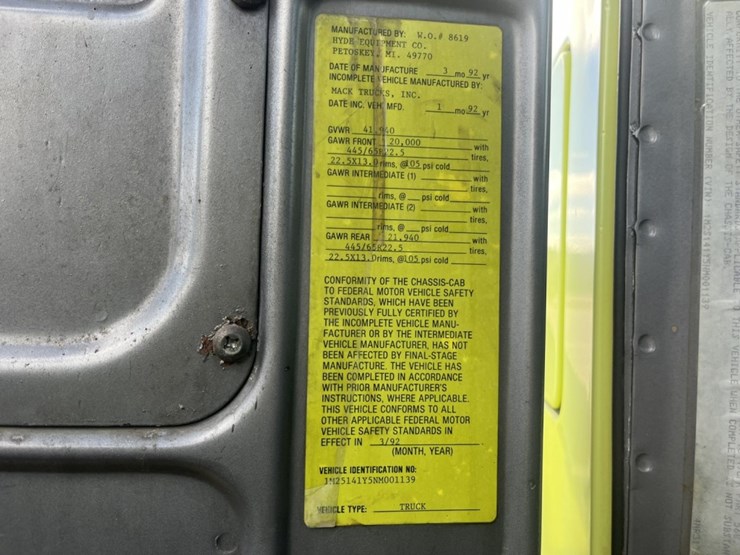 MANUFACTURED BY: W.O.# 8619
HYDE EQUIPMENT CO.
PETOSKEY, MI. 49770
DATE OF MANUFACTURE 3 mo 92 yr
INCOMPLETE VEHICLE MANUFACTURED BY:
MACK TRUCKS, INC.
DATE INC. VEH. MFD. 1 mo 92 yr
GVWR 41,940
GAWR FRONT 20,000 with
445/65R22.5 tires,
22.5X13.0 rims, @105 psi cold
GAWR INTERMEDIATE (1) with
tires,
rims, @ psi cold
GAWR INTERMEDIATE (2) with
tires,
rims, @ psi cold
GAWR REAR 21,940 with
445/65R22.5 tires,
22.5X13.0 rims, @105 psi cold
CONFORMITY OF THE CHASSIS-CAB
TO FEDERAL MOTOR VEHICLE SAFETY
STANDARDS, WHICH HAVE BEEN
PREVIOUSLY FULLY CERTIFIED BY
THE INCOMPLETE VEHICLE MANU-
FACTURER OR BY THE INTERMEDIATE
VEHICLE MANUFACTURER, HAS NOT
BEEN AFFECTED BY FINAL-STAGE
MANUFACTURE. THE VEHICLE HAS
BEEN COMPLETED IN ACCORDANCE
WITH PRIOR MANUFACTURER'S
INSTRUCTIONS, WHERE APPLICABLE.
THIS VEHICLE CONFORMS TO ALL
OTHER APPLICABLE FEDERAL MOTOR
VEHICLE SAFETY STANDARDS IN
EFFECT IN 3/92
(MONTH, YEAR)
VEHICLE IDENTIFICATION NO:
1M25141Y5NM001139
VEHICLE TYPE: TRUCK